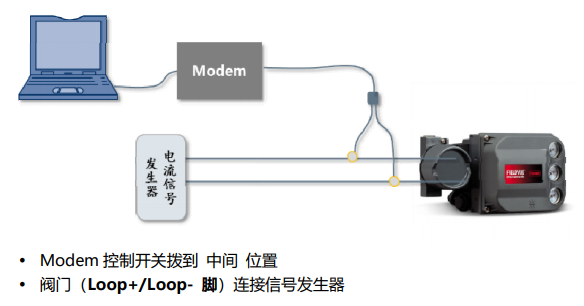 Modem
电流信号
发生器
FIELDVUE
• Modem 控制开关拨到 中间 位置
• 阀门（Loop+/Loop- 脚）连接信号发生器